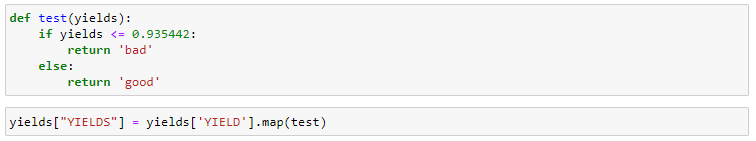 def test(yields):
    if yields <= 0.935442:
        return 'bad'
    else:
        return 'good'
yields["YIELDS"] = yields['YIELD'].map(test)